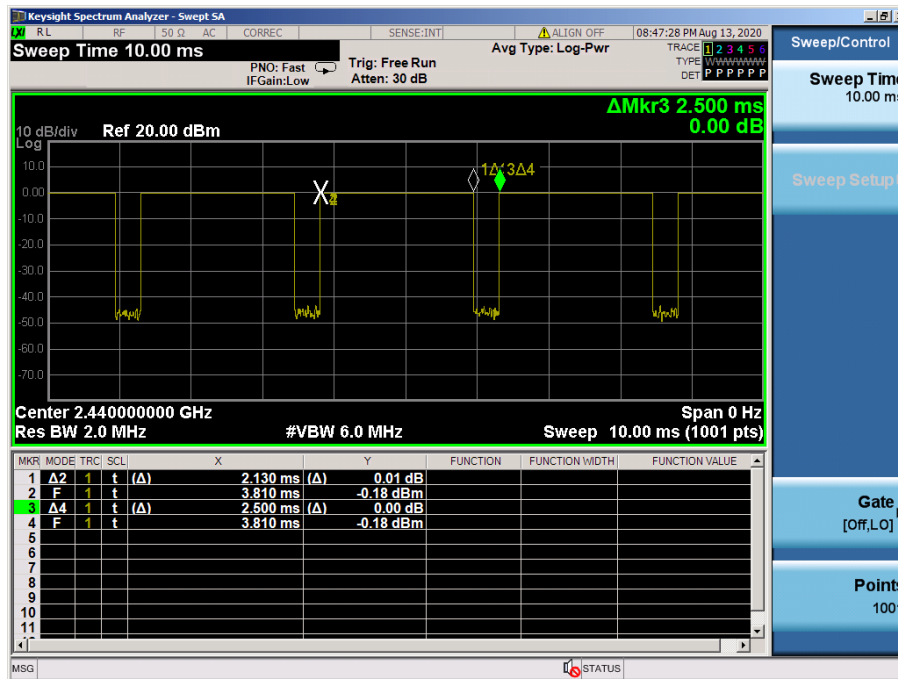 Keysight Spectrum Analyzer - Swept SA
RL RF 50 Ω AC CORREC SENSE:INT ALIGN OFF 08:47:28 PM Aug 13, 2020
Sweep Time 10.00 ms
Avg Type: Log-Pwr
TRACE 1 2 3 4 5 6
TYPE WWWWWW
DET P P P P P P
PNO: Fast
IFGain:Low
Trig: Free Run
Atten: 30 dB
Sweep/Control
Sweep Time
10.00 ms
Sweep Setup
ΔMkr3 2.500 ms
0.00 dB
10 dB/div
Log
Ref 20.00 dBm
10.0
0.00
-10.0
-20.0
-30.0
-40.0
-50.0
-60.0
-70.0
3Δ4
Center 2.440000000 GHz
Span 0 Hz
Res BW 2.0 MHz
#VBW 6.0 MHz
Sweep 10.00 ms (1001 pts)
MKR MODE TRC SCL X Y FUNCTION FUNCTION WIDTH FUNCTION VALUE
1 Δ2 1 t (Δ) 2.130 ms (Δ) 0.01 dB
2 F 1 t 3.810 ms -0.18 dBm
3 Δ4 1 t (Δ) 2.500 ms (Δ) 0.00 dB
4 F 1 t 3.810 ms -0.18 dBm
5
6
7
8
9
10
11
Gate
[Off,LO]
Points
1001
MSG
STATUS